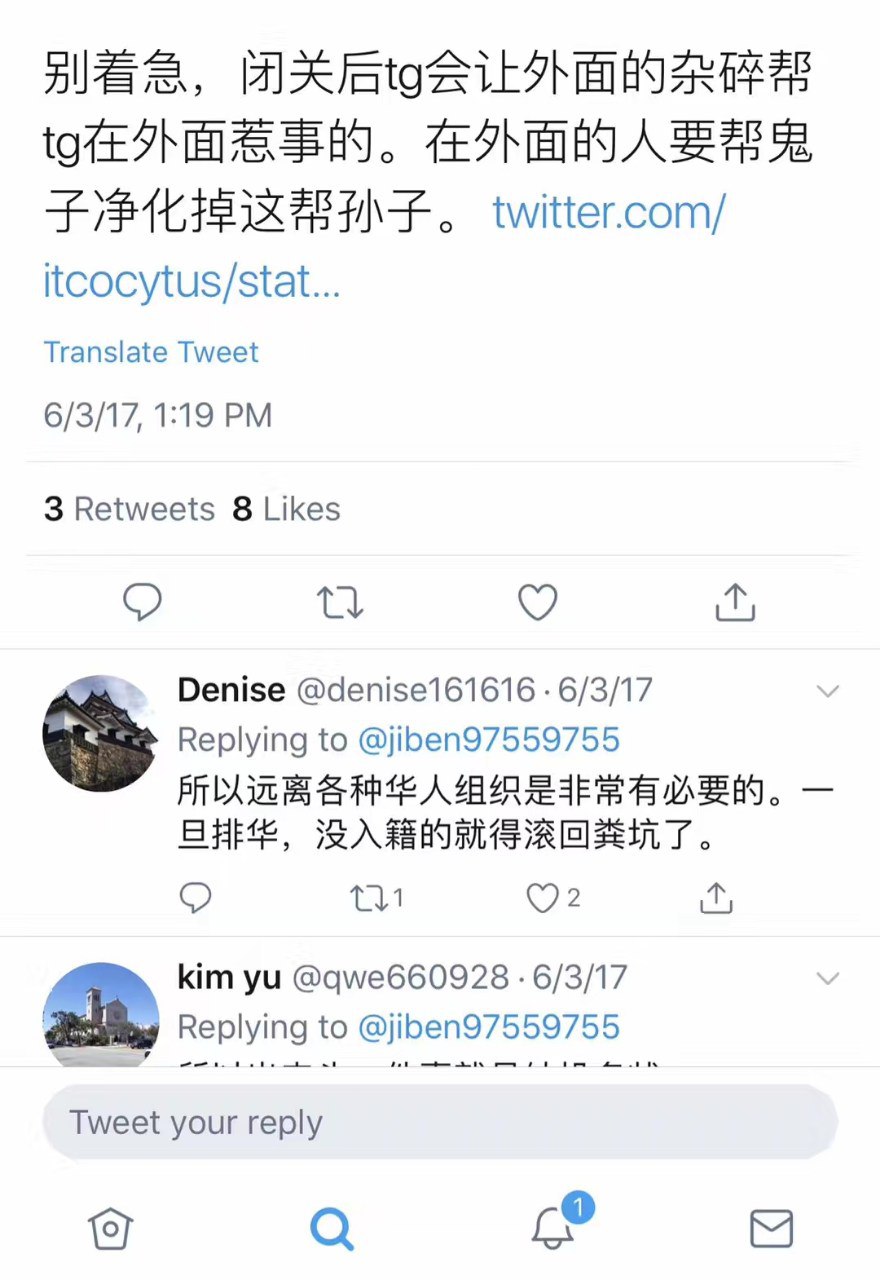 别着急，闭关后tg会让外面的杂碎帮
tg在外面惹事的。在外面的人要帮鬼
子净化掉这帮孙子。 twitter.com/
itcocytus/stat...
Translate Tweet
6/3/17, 1:19 PM
3 Retweets 8 Likes
Denise @denise161616 · 6/3/17
Replying to @jiben97559755
所以远离各种华人组织是非常有必要的。一
旦排华，没入籍的就得滚回粪坑了。
1 2
kim yu @qwe660928 · 6/3/17
Replying to @jiben97559755
Tweet your reply
1